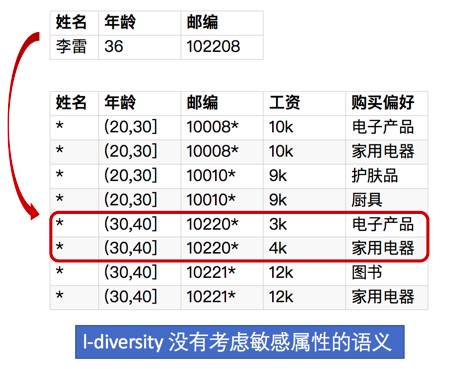 姓名 年龄 邮编
李雷 36 102208
姓名 年龄 邮编 工资 购买偏好
* (20,30] 10008* 10k 电子产品
* (20,30] 10008* 10k 家用电器
* (20,30] 10010* 9k 护肤品
* (20,30] 10010* 9k 厨具
* (30,40] 10220* 3k 电子产品
* (30,40] 10220* 4k 家用电器
* (30,40] 10221* 12k 图书
* (30,40] 10221* 12k 家用电器
l-diversity 没有考虑敏感属性的语义